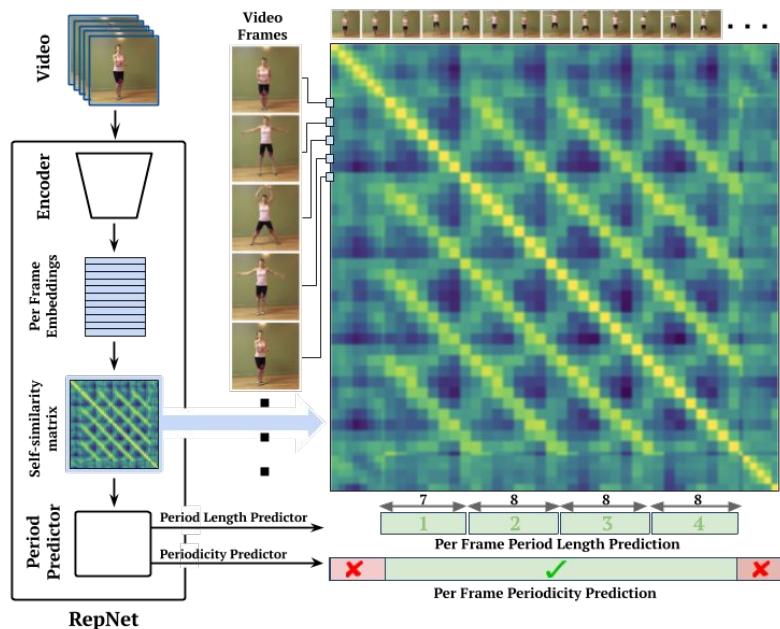 Video
Video
Frames
Encoder
Per Frame
Embeddings
Self-similarity
matrix
7 8 8 8
Period
Predictor
Period Length Predictor
1 2 3 4
Per Frame Period Length Prediction
Periodicity Predictor
Per Frame Periodicity Prediction
RepNet